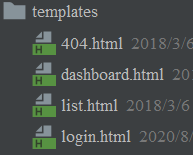 templates
404.html 2018/3/6
dashboard.html 20
list.html 2018/3/6
login.html 2020/8/